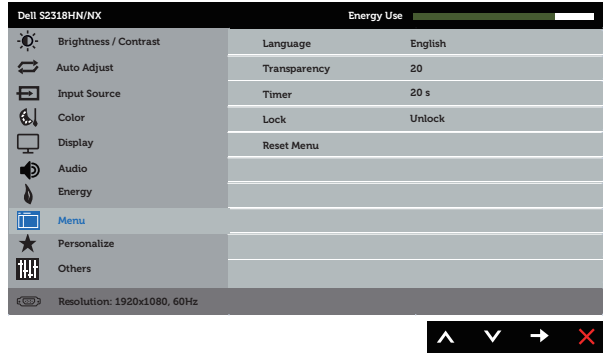 Dell S2318HN/NX Energy Use
Brightness / Contrast Language English
Auto Adjust Transparency 20
Input Source Timer 20 s
Color Lock Unlock
Display Reset Menu
Audio
Energy
Menu
Personalize
Others
Resolution: 1920x1080, 60Hz